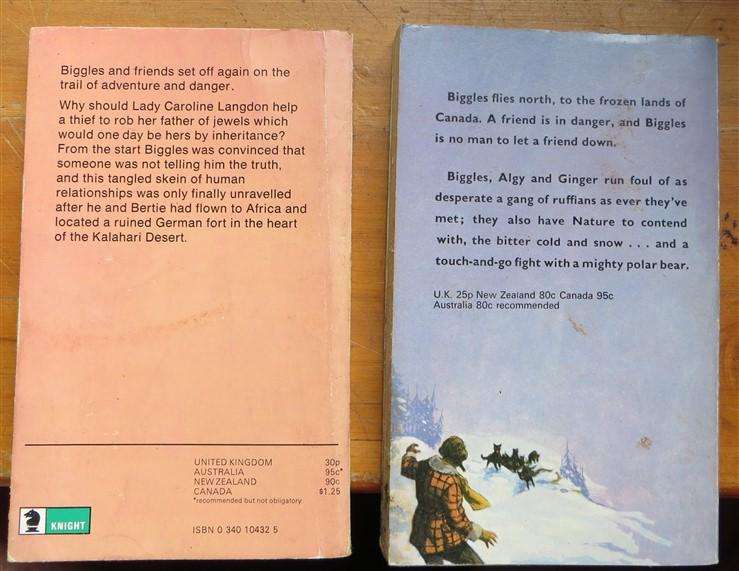 Biggles and friends set off again on the
trail of adventure and danger.
Why should Lady Caroline Langdon help
a thief to rob her father of jewels which
would one day be hers by inheritance?
From the start Biggles was convinced that
someone was not telling him the truth,
and this tangled skein of human
relationships was only finally unravelled
after he and Bertie had flown to Africa and
located a ruined German fort in the heart
of the Kalahari Desert.
UNITED KINGDOM 30p
AUSTRALIA 95c*
NEW ZEALAND 90c
CANADA $1.25
*recommended but not obligatory.
KNIGHT
ISBN 0 340 10432 5
Biggles flies north, to the frozen lands of
Canada. A friend is in danger, and Biggles
is no man to let a friend down.
Biggles, Algy and Ginger run foul of as
desperate a gang of ruffians as ever they've
met; they also have Nature to contend
with, the bitter cold and snow . . . and a
touch-and-go fight with a mighty polar bear.
U.K. 25p New Zealand 80c Canada 95c
Australia 80c recommended